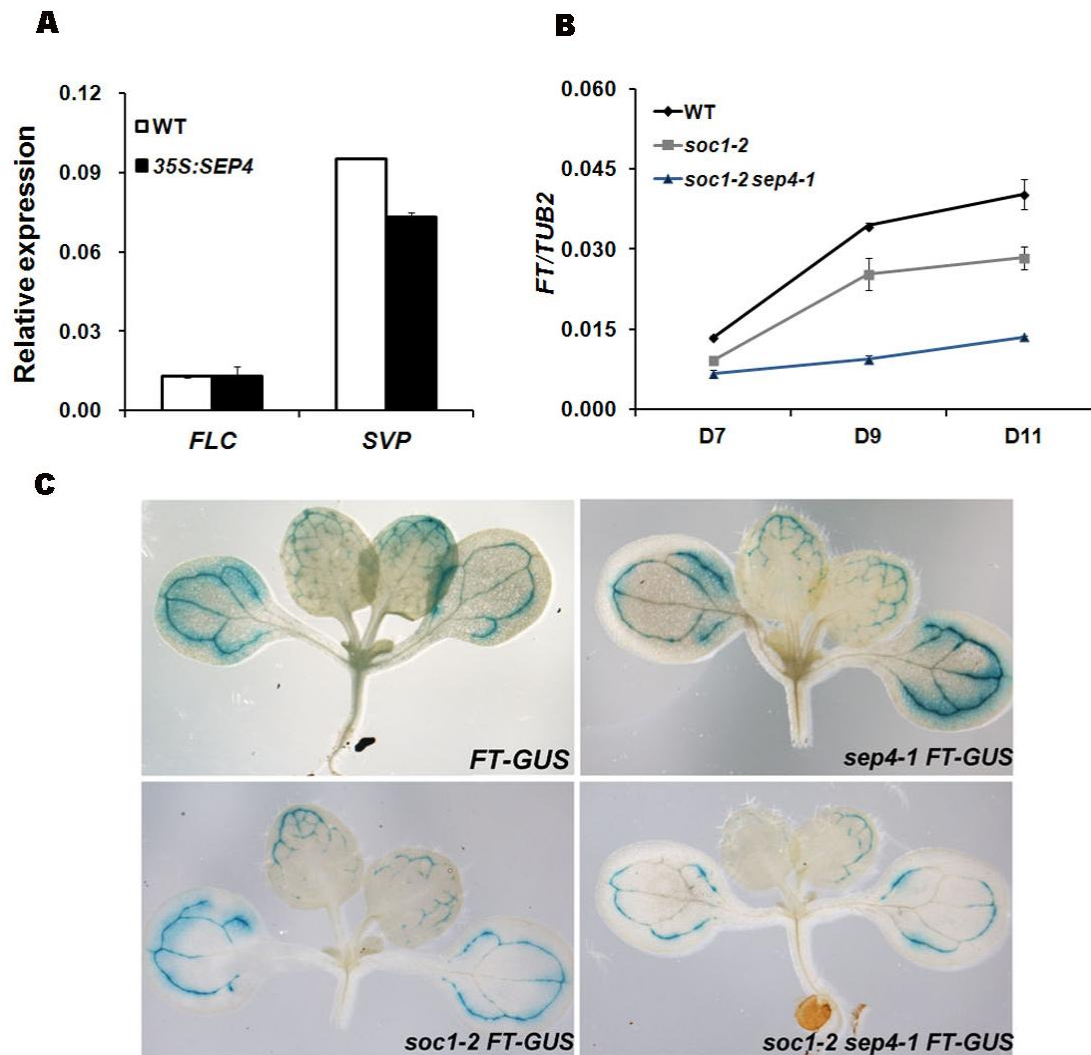 A
Relative expression
0.12
0.09
0.06
0.03
0.00
WT
35S:SEP4
FLC SVP
B
FT/TUB2
0.060
0.045
0.030
0.015
0.000
WT
soc1-2
soc1-2 sep4-1
D7 D9 D11
C
FT-GUS
sep4-1 FT-GUS
soc1-2 FT-GUS
soc1-2 sep4-1 FT-GUS